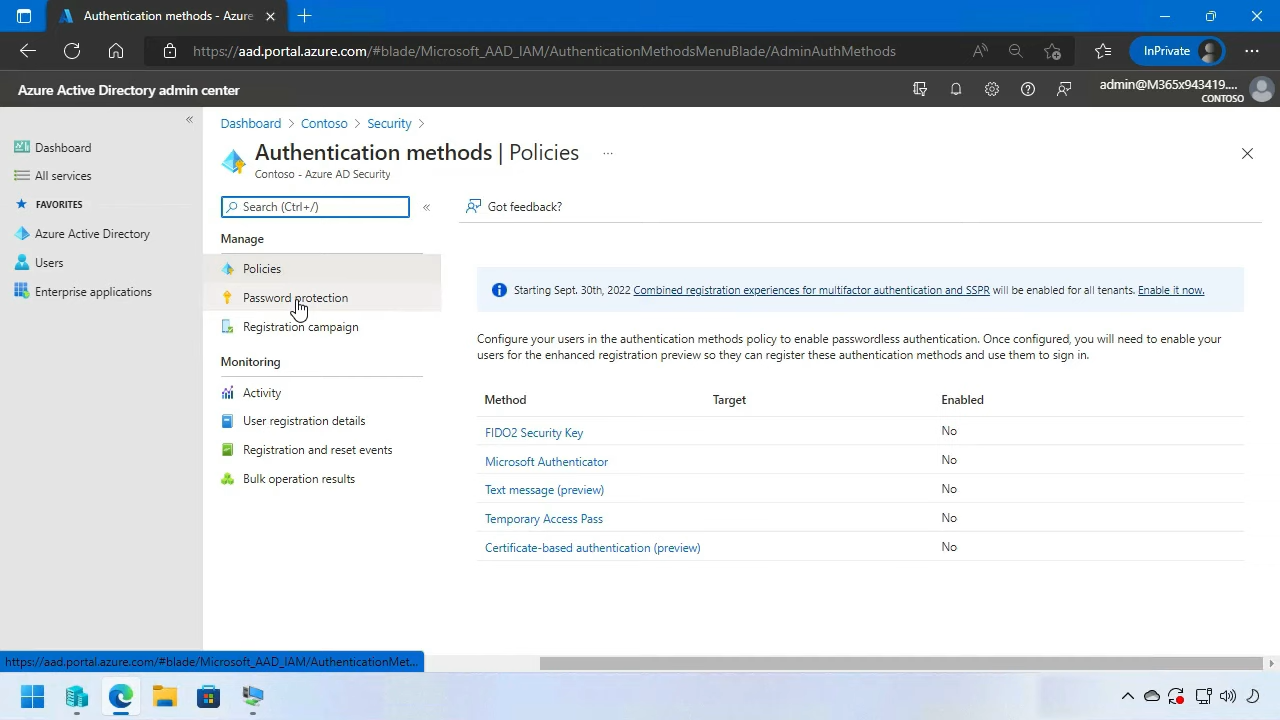 Authentication methods - Azure
https://aad.portal.azure.com/#blade/Microsoft_AAD_IAM/AuthenticationMethodsMenuBlade/AdminAuthMethods
InPrivate
Azure Active Directory admin center
admin@M365x943419....
CONTOSO
Dashboard
All services
FAVORITES
Azure Active Directory
Users
Enterprise applications
Dashboard > Contoso > Security >
Authentication methods | Policies ...
Contoso - Azure AD Security
Search (Ctrl+/)
Manage
Policies
Password protection
Registration campaign
Monitoring
Activity
User registration details
Registration and reset events
Bulk operation results
Got feedback?
Starting Sept. 30th, 2022 Combined registration experiences for multifactor authentication and SSPR will be enabled for all tenants. Enable it now.
Configure your users in the authentication methods policy to enable passwordless authentication. Once configured, you will need to enable your
users for the enhanced registration preview so they can register these authentication methods and use them to sign in.
Method Target Enabled
FIDO2 Security Key No
Microsoft Authenticator No
Text message (preview) No
Temporary Access Pass No
Certificate-based authentication (preview) No
https://aad.portal.azure.com/#blade/Microsoft_AAD_IAM/AuthenticationMet...